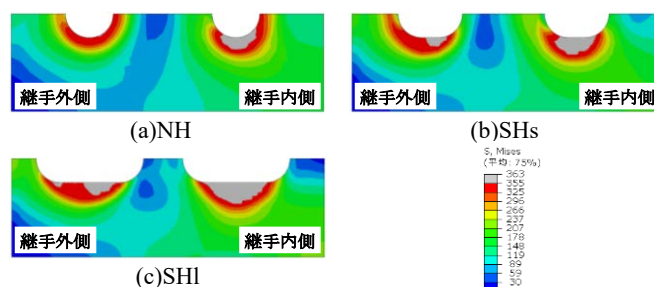 継手外側
継手内側
(a)NH
継手外側
継手内側
(b)SHs
継手外側
継手内側
(c)SHl
S, Mises
(平均: 75%)
363
355
325
296
266
237
207
178
148
119
89
59
30